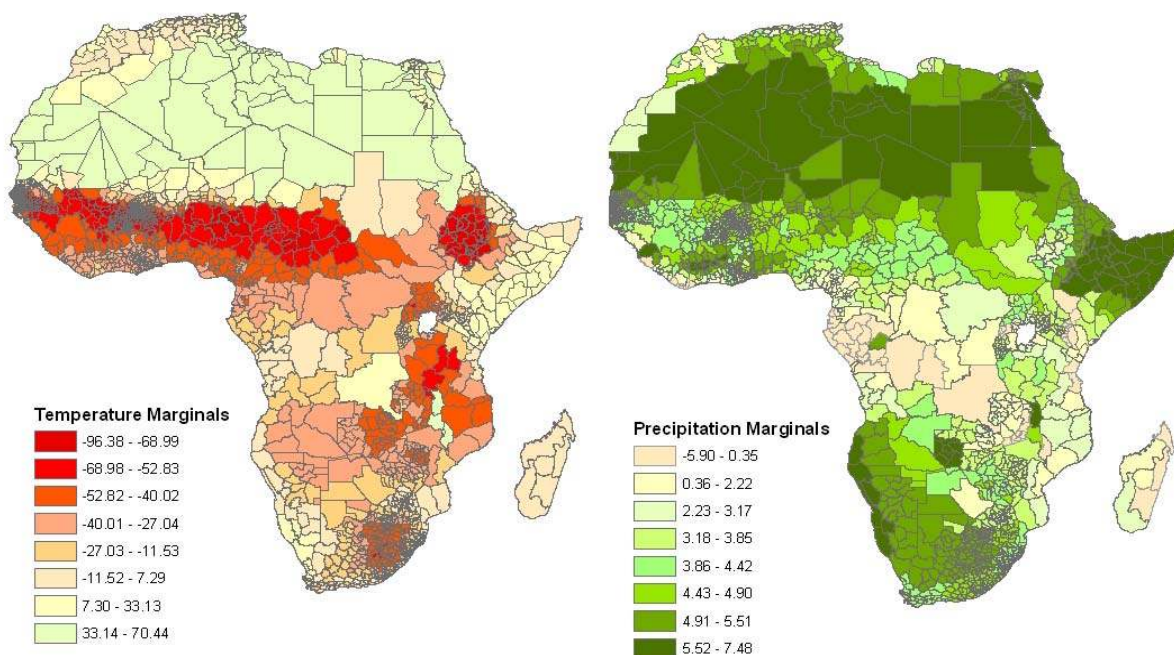 Temperature Marginals
-96.38 - -68.99
-68.98 - -52.83
-52.82 - -40.02
-40.01 - -27.04
-27.03 - -11.53
-11.52 - 7.29
7.30 - 33.13
33.14 - 70.44
Precipitation Marginals
-5.90 - 0.35
0.36 - 2.22
2.23 - 3.17
3.18 - 3.85
3.86 - 4.42
4.43 - 4.90
4.91 - 5.51
5.52 - 7.48